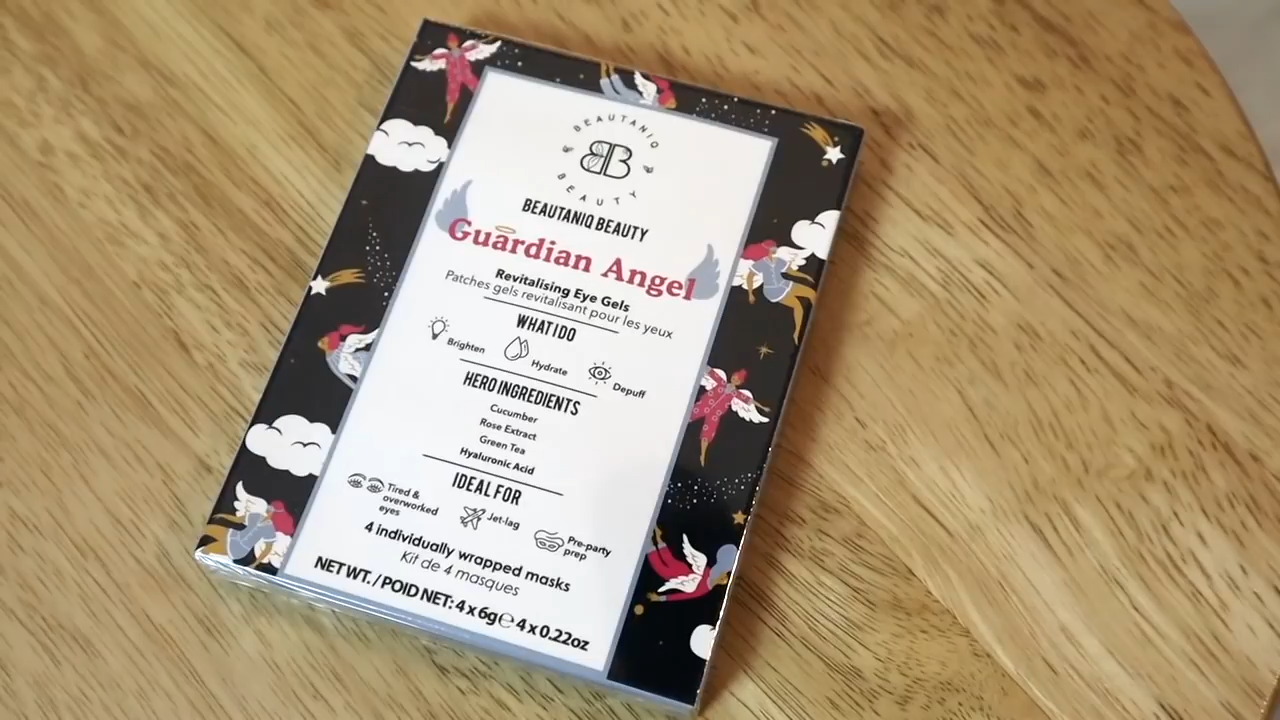 BEAUTANIQ
BB
BEAUTY
BEAUTANIQ BEAUTY
Guardian Angel
Revitalising Eye Gels
Patches gels revitalisant pour les yeux
WHAT I DO
Brighten
Hydrate
Depuff
HERO INGREDIENTS
Cucumber
Rose Extract
Green Tea
Hyaluronic Acid
IDEAL FOR
Tired &
overworked
eyes
Jet-lag
Pre-party
prep
4 individually wrapped masks
Kit de 4 masques
NET WT. / POID NET: 4 x 6g ℮ 4 x 0.22oz